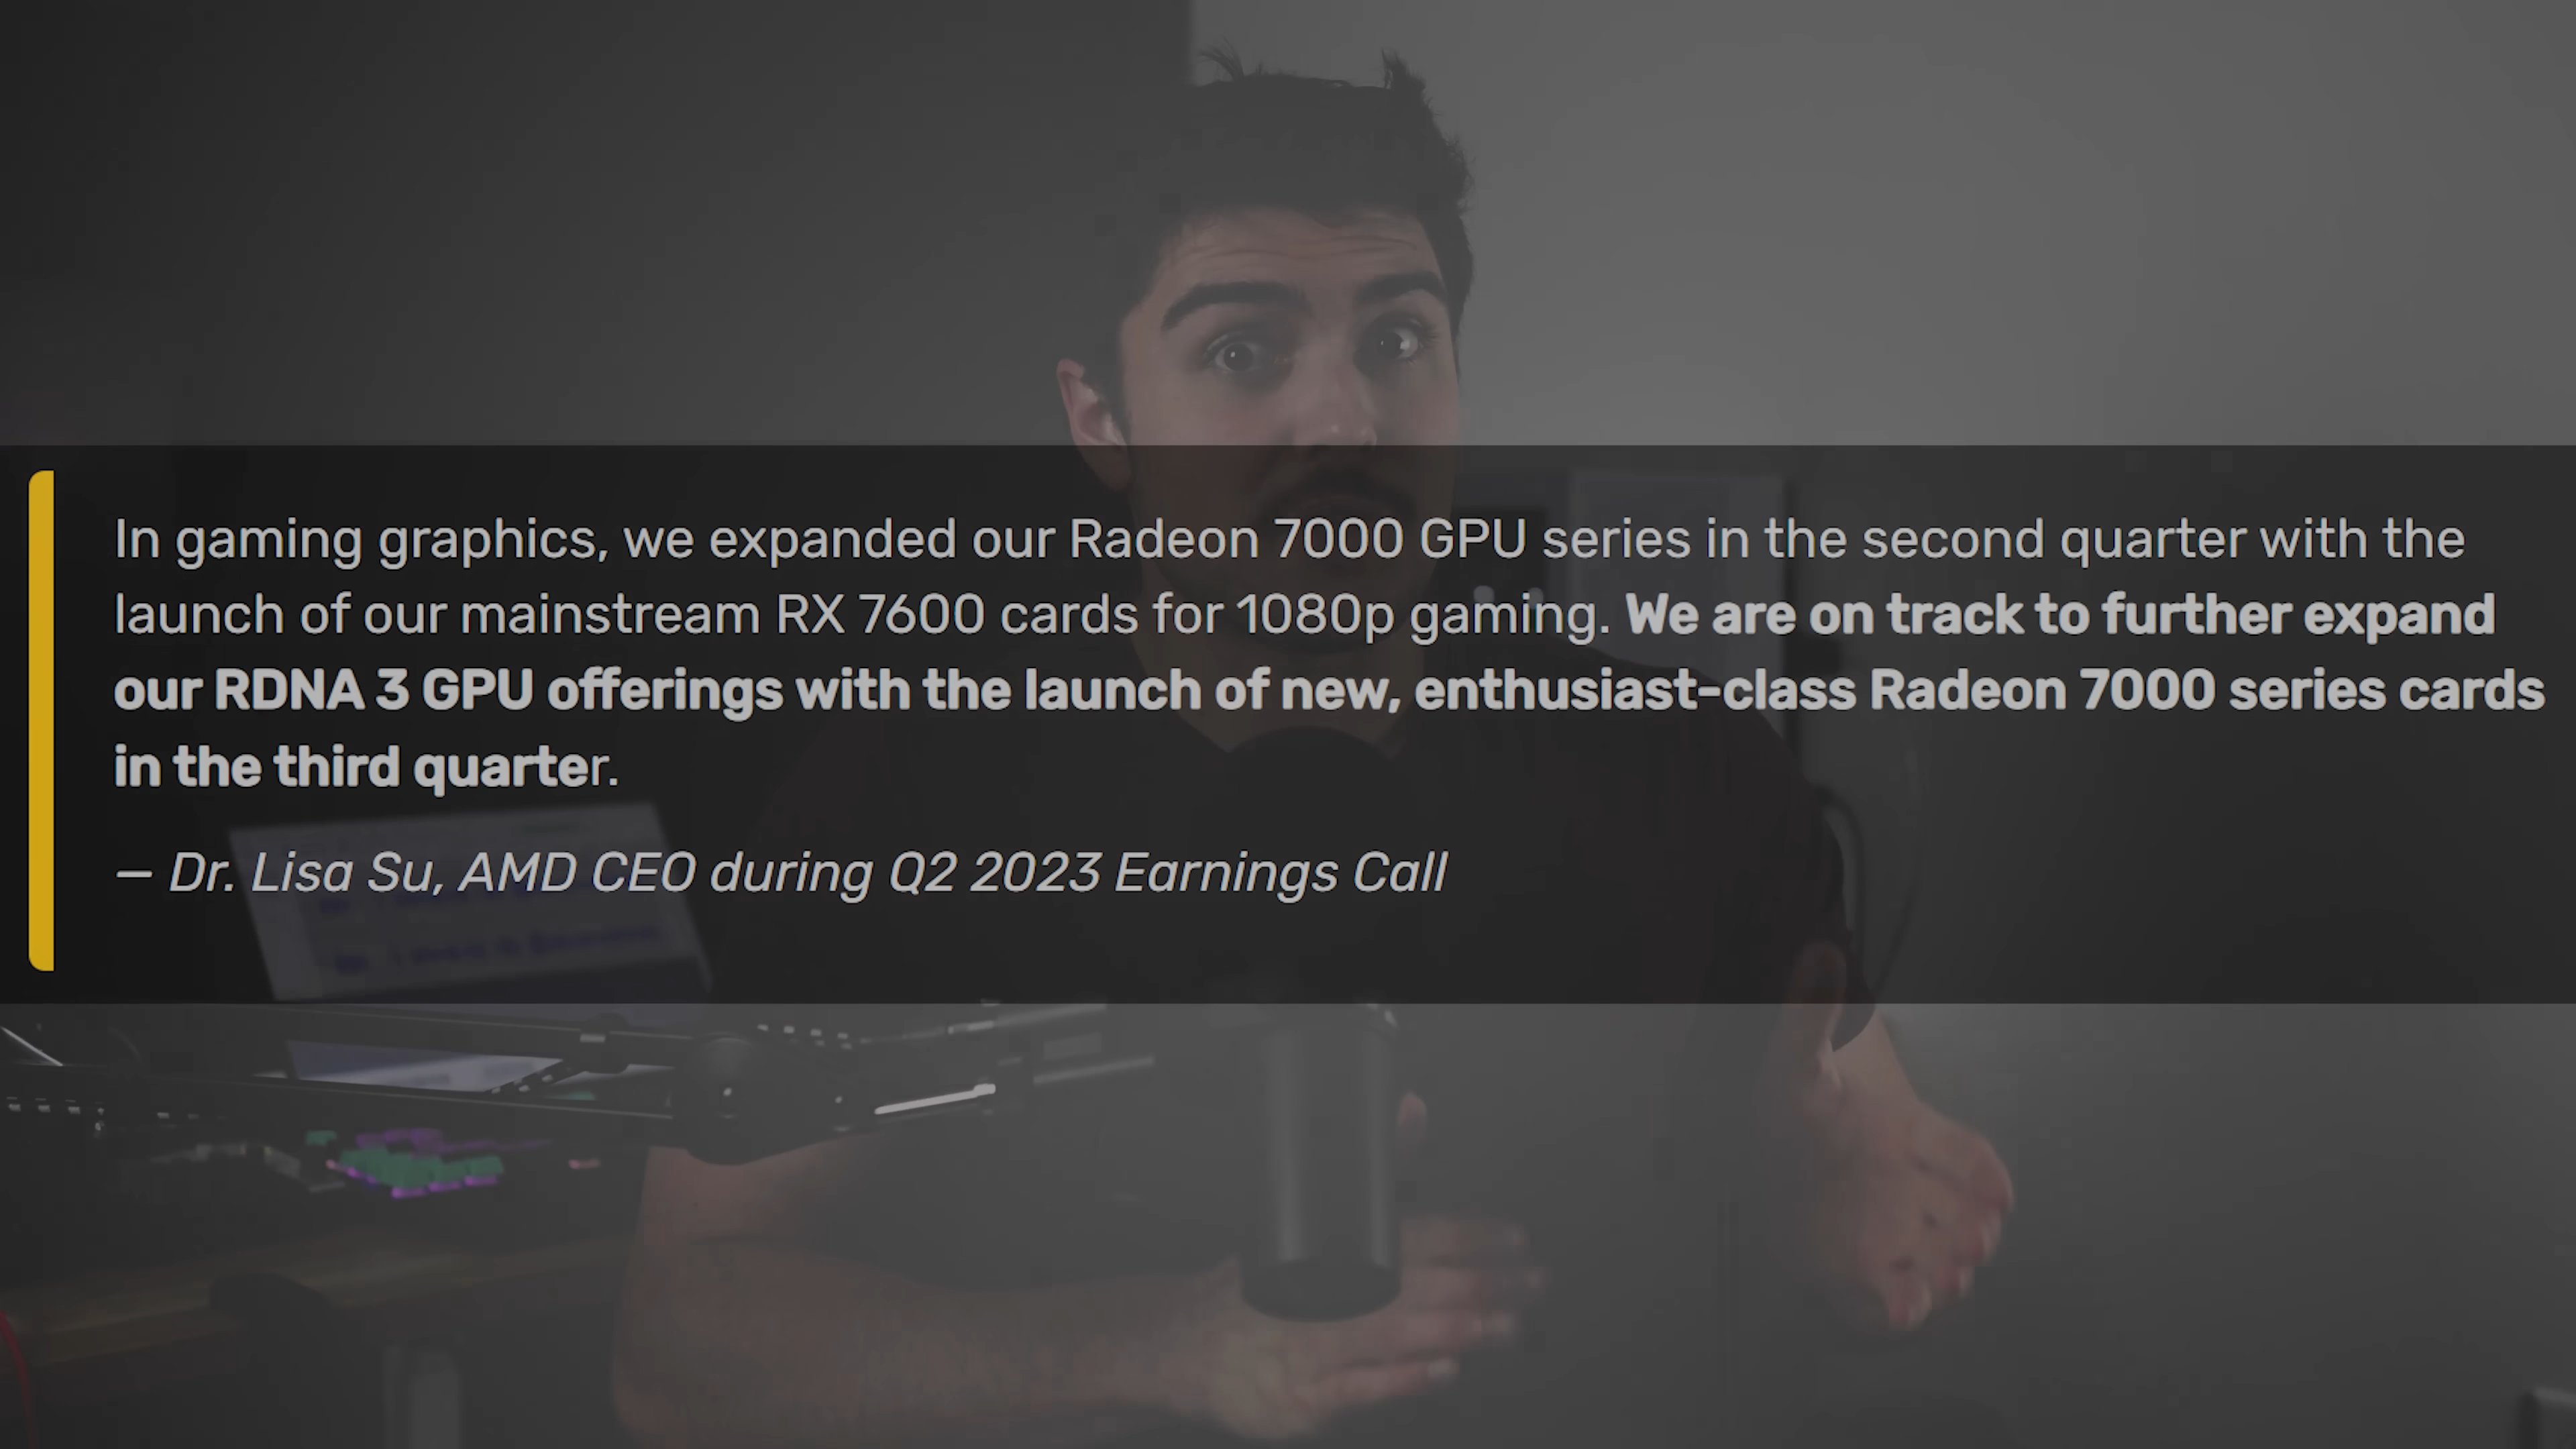 In gaming graphics, we expanded our Radeon 7000 GPU series in the second quarter with the
launch of our mainstream RX 7600 cards for 1080p gaming. We are on track to further expand
our RDNA 3 GPU offerings with the launch of new, enthusiast-class Radeon 7000 series cards
in the third quarter.
— Dr. Lisa Su, AMD CEO during Q2 2023 Earnings Call